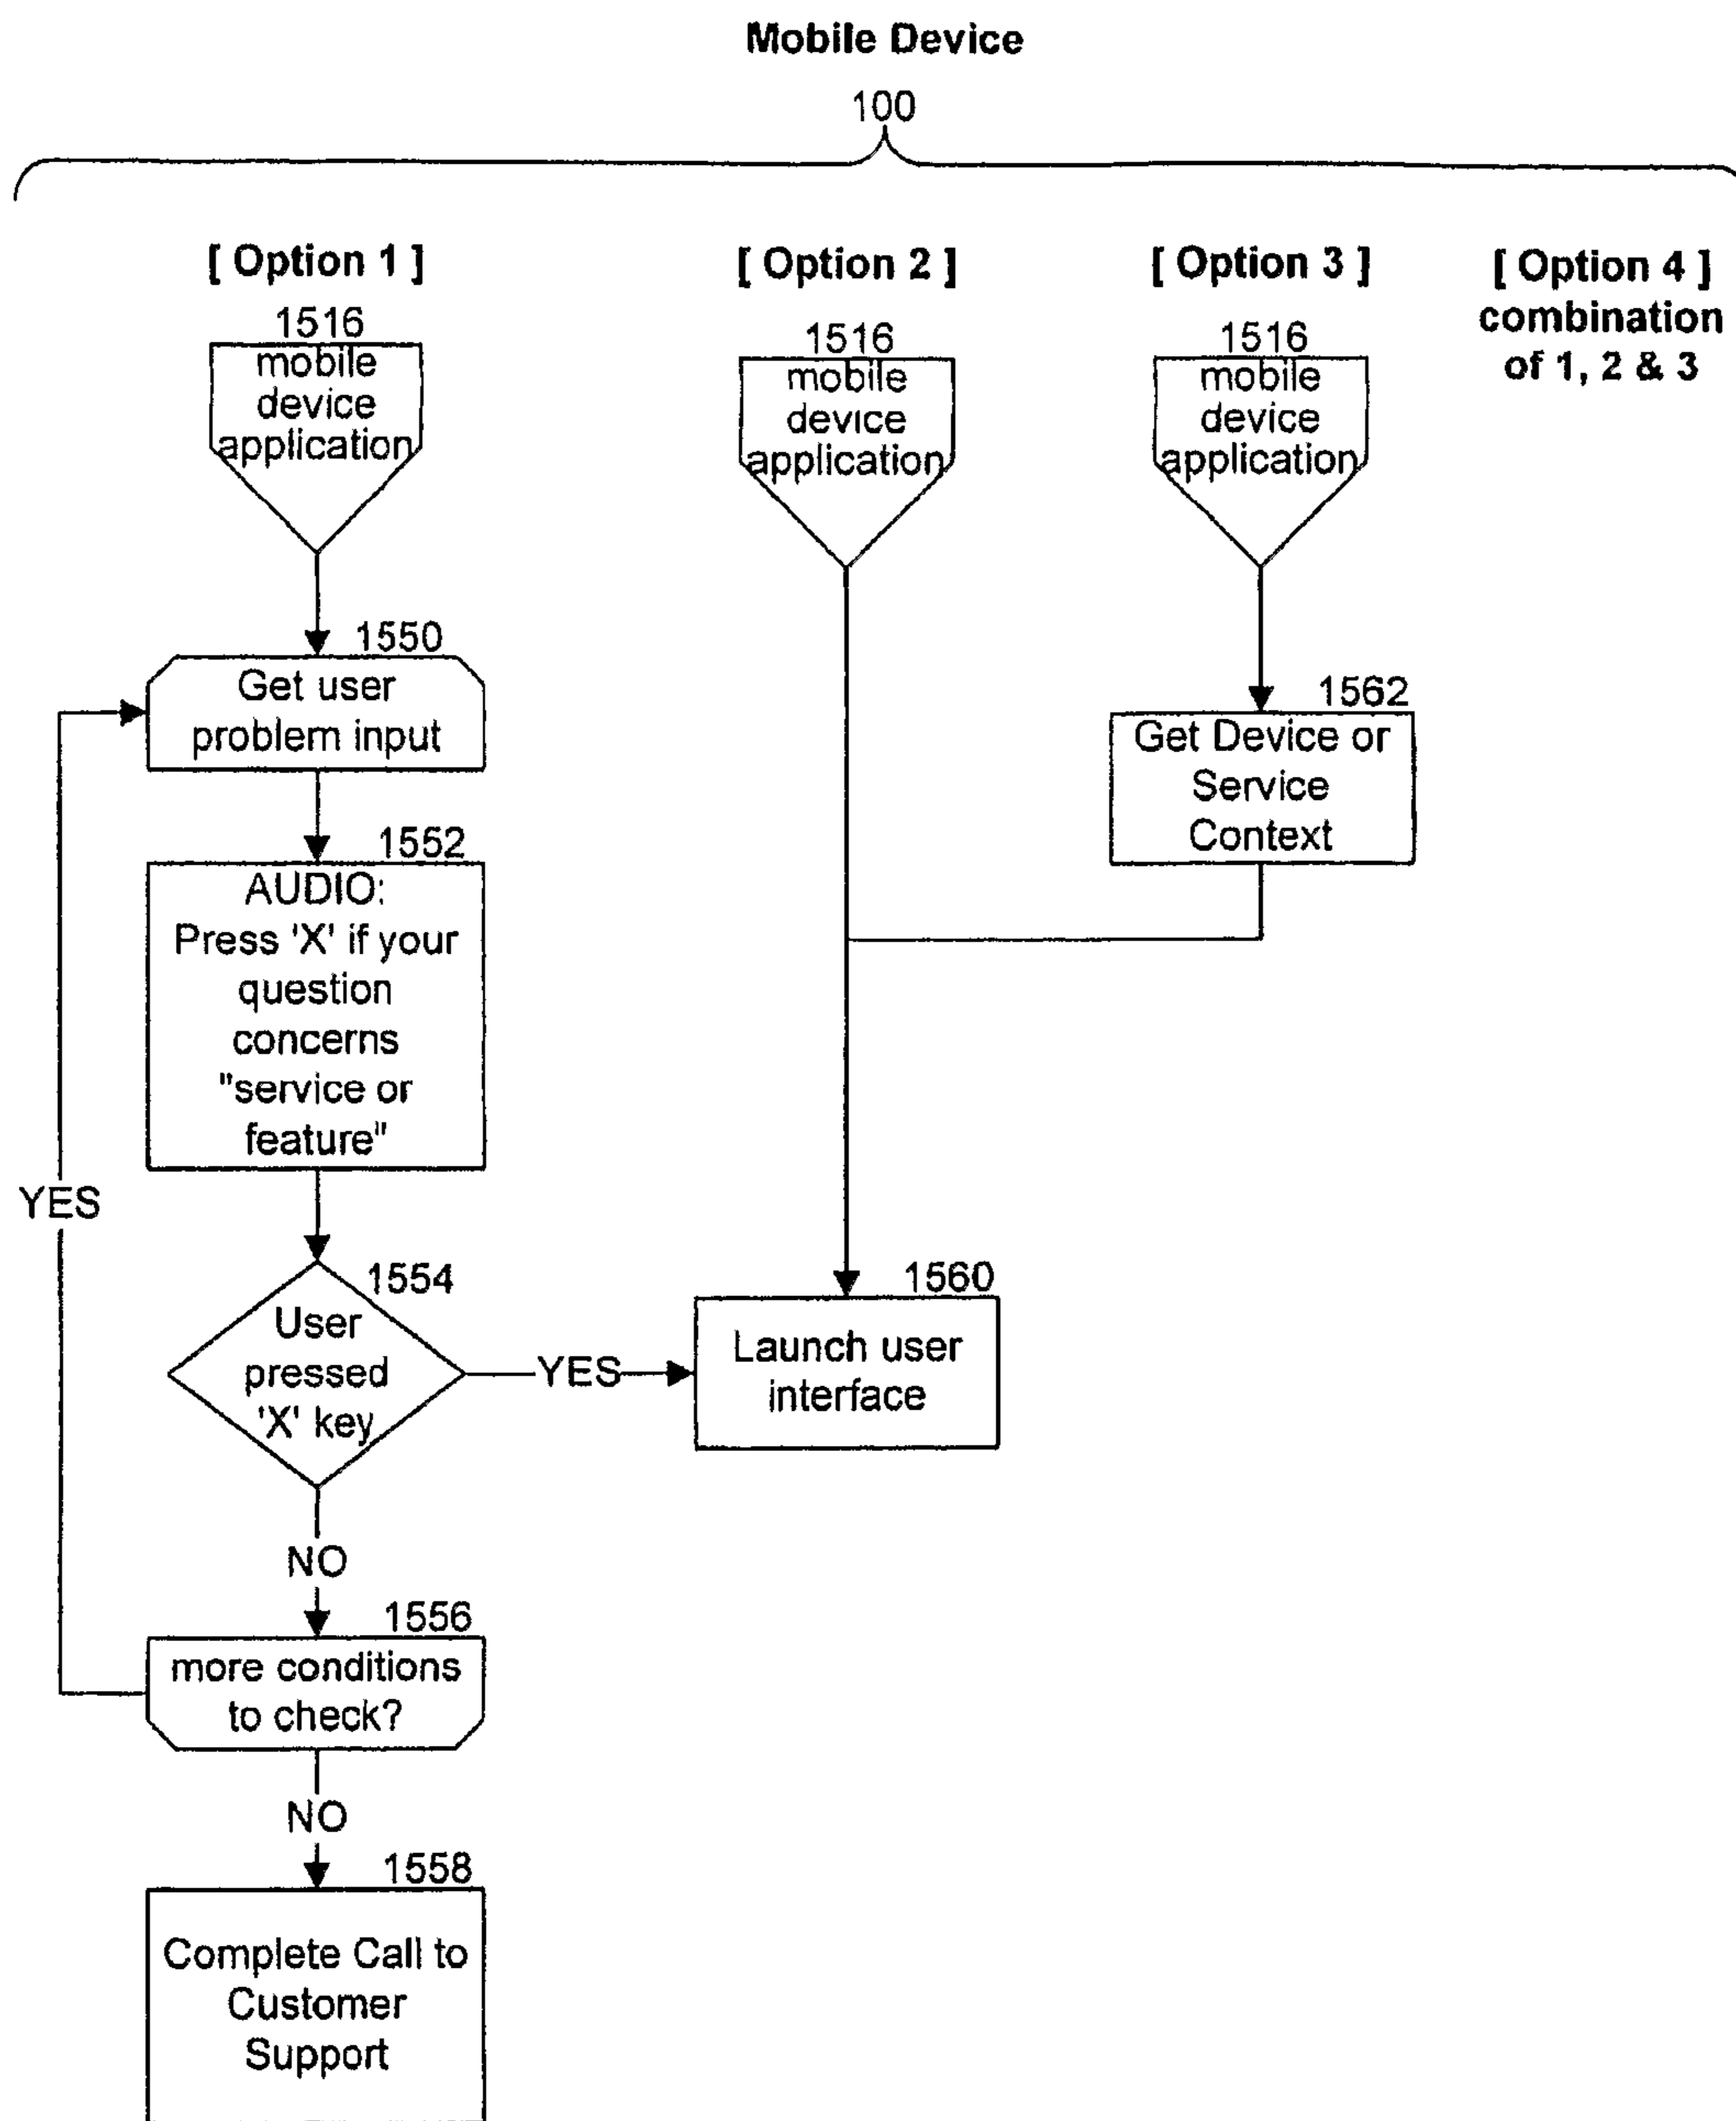 Mobile Device
100
[ Option 1 ]
1516
mobile
device
application
[ Option 2 ]
1516
mobile
device
application
[ Option 3 ]
1516
mobile
device
application
[ Option 4 ]
combination
of 1, 2 & 3
1550
Get user
problem input
1562
Get Device or
Service
Context
1552
AUDIO:
Press 'X' if your
question
concerns
"service or
feature"
YES
1554
User
pressed
'X' key
YES
1560
Launch user
interface
NO
1556
more conditions
to check?
NO
1558
Complete Call to
Customer
Support